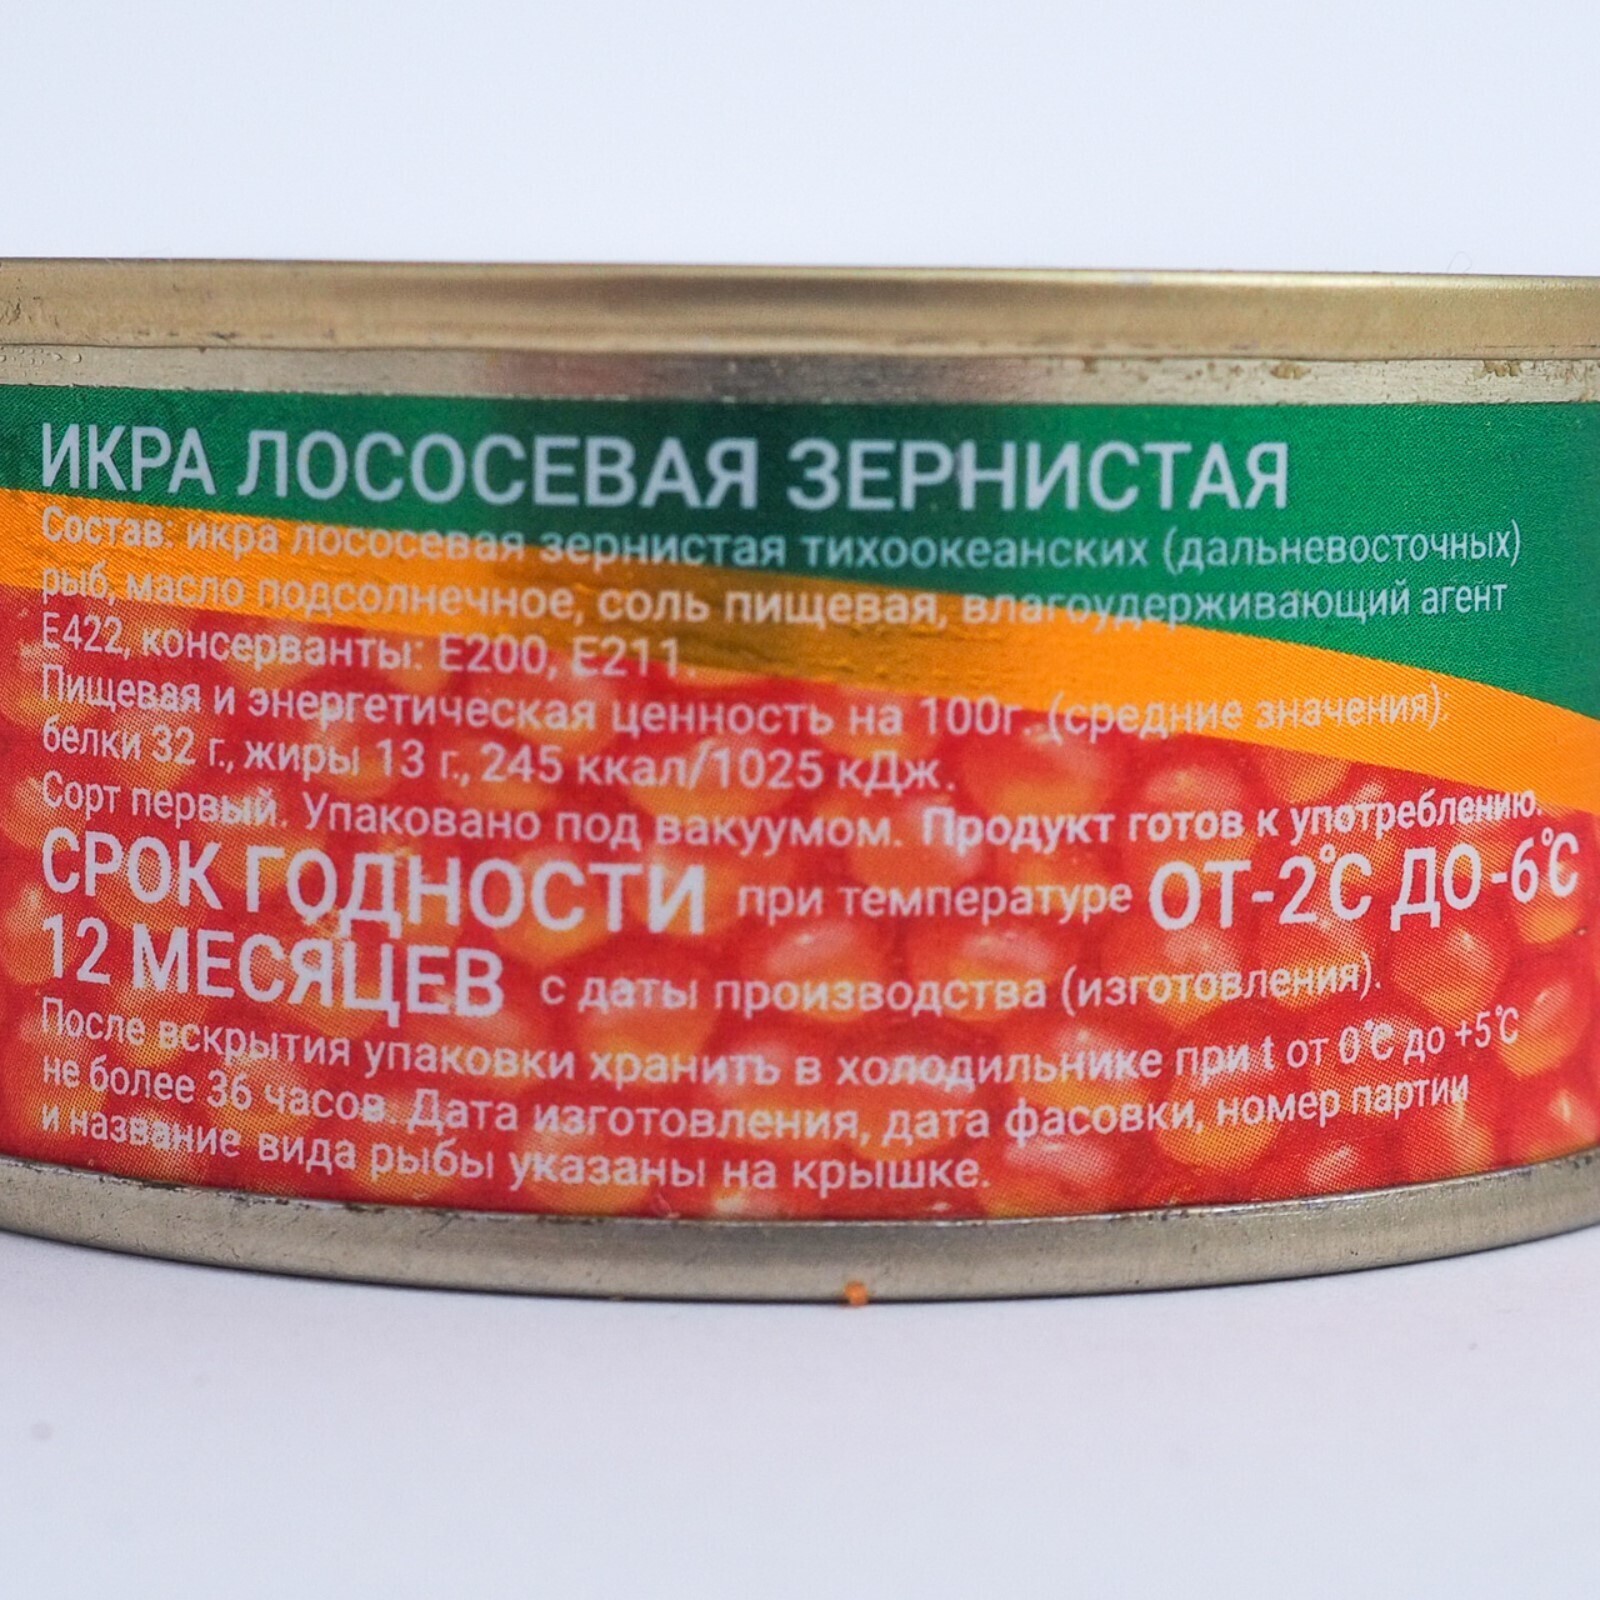 ИКРА ЛОСОСЕВАЯ ЗЕРНИСТАЯ
Состав: икра лососевая зернистая тихоокеанских (дальневосточных)
рыб, масло подсолнечное, соль пищевая, влагоудерживающий агент
Е422, консерванты: Е200, Е211.
Пищевая и энергетическая ценность на 100г. (средние значения):
белки 32 г., жиры 13 г., 245 ккал/1025 кДж.
Сорт первый. Упаковано под вакуумом. Продукт готов к употреблению.
СРОК ГОДНОСТИ при температуре ОТ -2°С ДО -6°С
12 МЕСЯЦЕВ с даты производства (изготовления).
После вскрытия упаковки хранить в холодильнике при t от 0°С до +5°С
не более 36 часов. Дата изготовления, дата фасовки, номер партии
и название вида рыбы указаны на крышке.